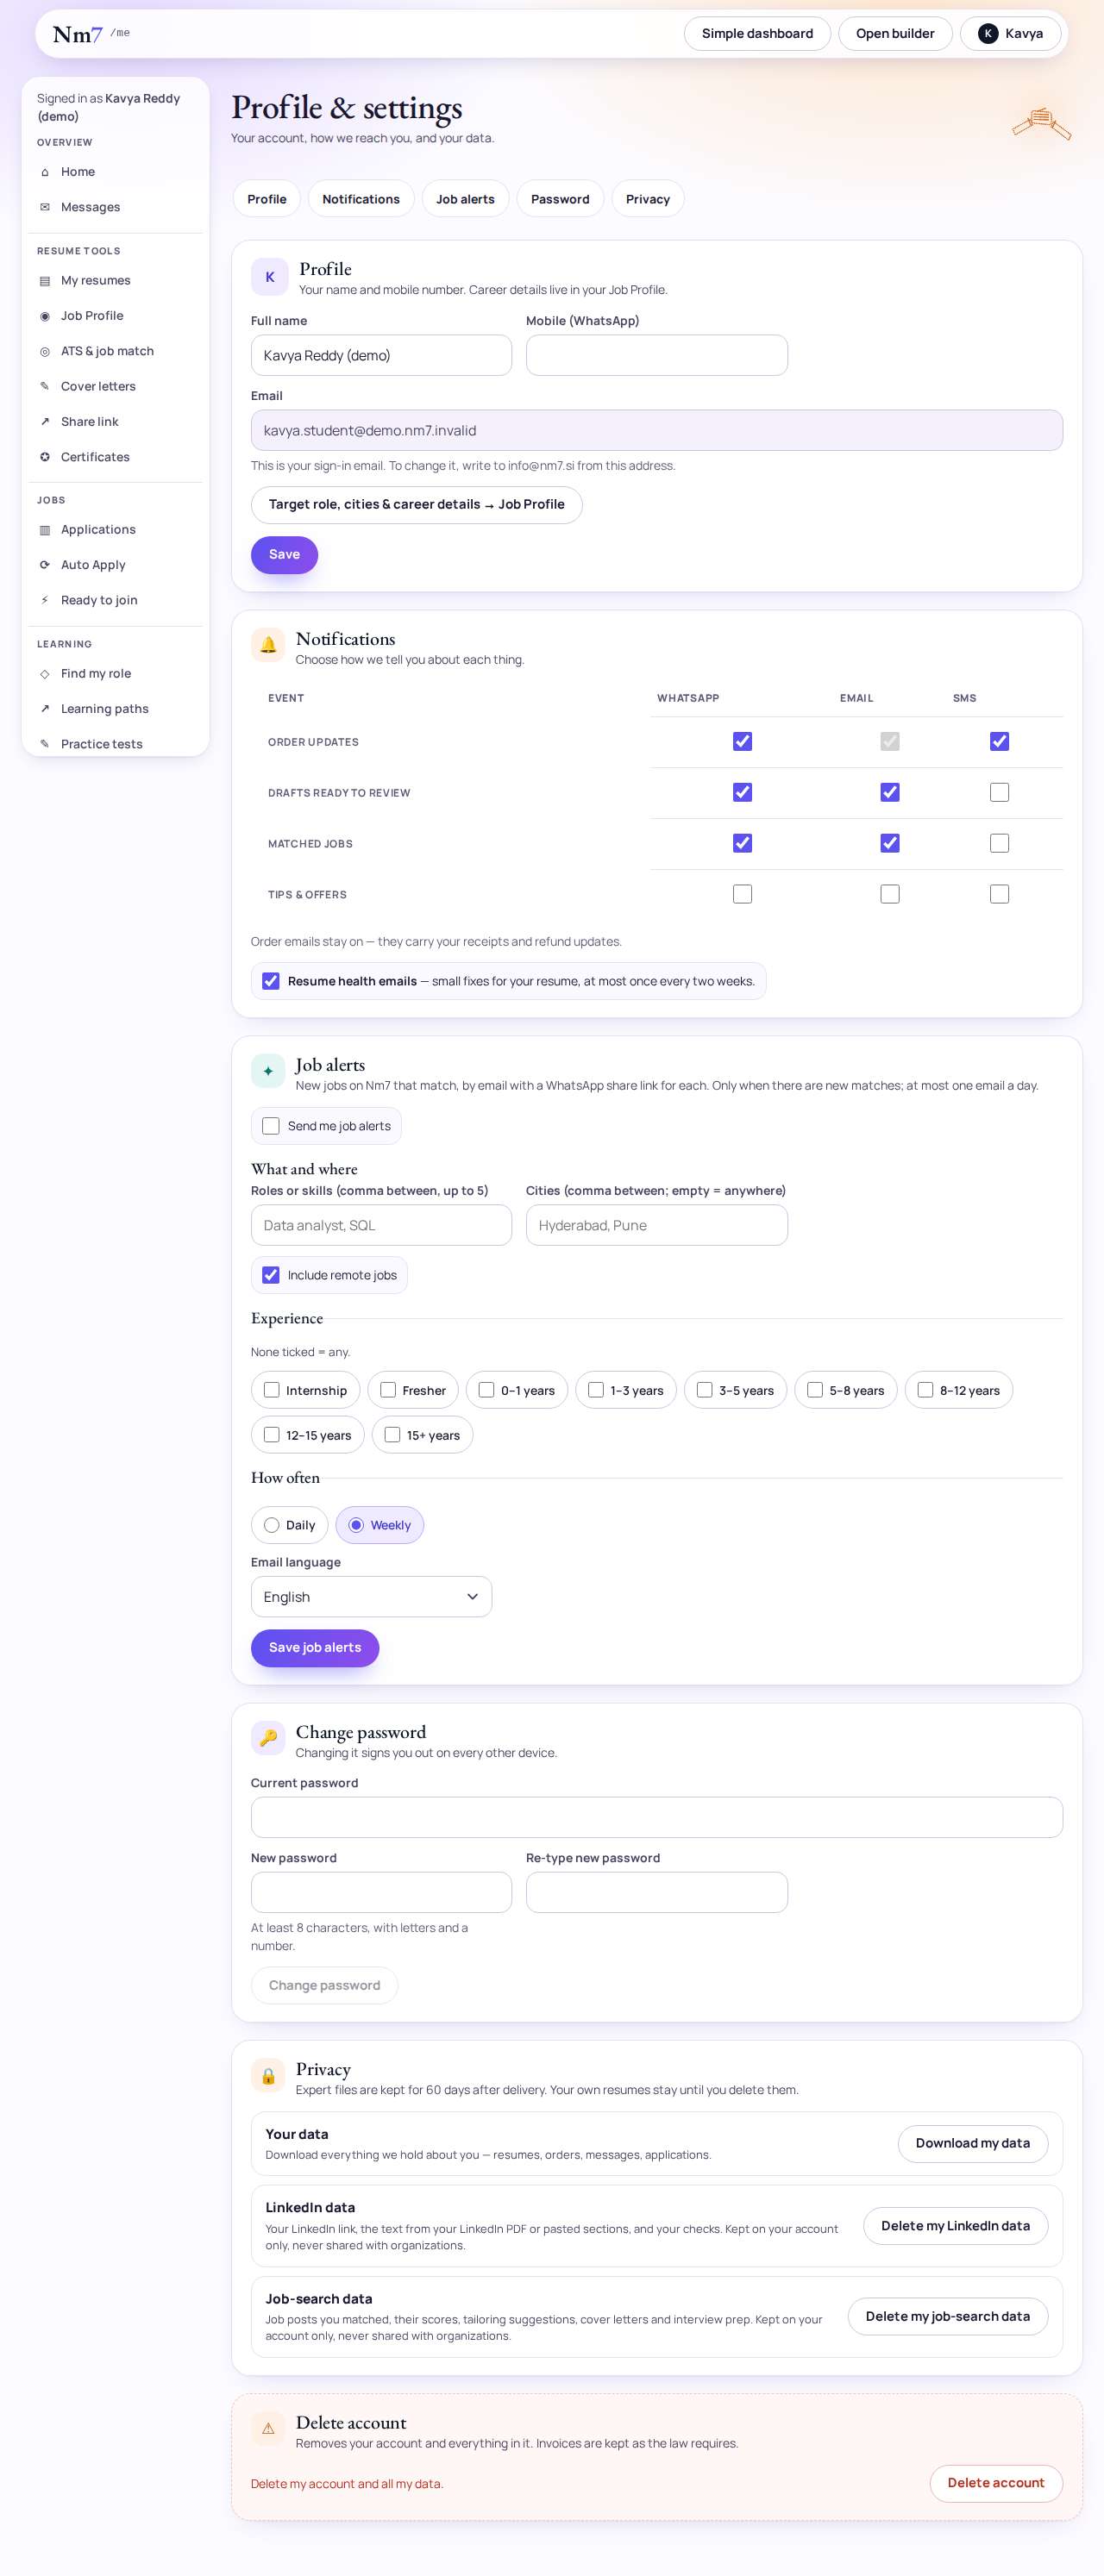 Nm7 /me
Simple dashboard
Open builder
K Kavya
Signed in as Kavya Reddy
(demo)
OVERVIEW
Home
Messages
RESUME TOOLS
My resumes
Job Profile
ATS & job match
Cover letters
Share link
Certificates
JOBS
Applications
Auto Apply
Ready to join
LEARNING
Find my role
Learning paths
Practice tests
Profile & settings
Your account, how we reach you, and your data.
Profile
Notifications
Job alerts
Password
Privacy
K
Profile
Your name and mobile number. Career details live in your Job Profile.
Full name
Mobile (WhatsApp)
Kavya Reddy (demo)
Email
kavya.student@demo.nm7.invalid
This is your sign-in email. To change it, write to info@nm7.si from this address.
Target role, cities & career details → Job Profile
Save
Notifications
Choose how we tell you about each thing.
EVENT WHATSAPP EMAIL SMS
ORDER UPDATES
DRAFTS READY TO REVIEW
MATCHED JOBS
TIPS & OFFERS
Order emails stay on — they carry your receipts and refund updates.
Resume health emails — small fixes for your resume, at most once every two weeks.
Job alerts
New jobs on Nm7 that match, by email with a WhatsApp share link for each. Only when there are new matches; at most one email a day.
Send me job alerts
What and where
Roles or skills (comma between, up to 5)
Cities (comma between; empty = anywhere)
Data analyst, SQL
Hyderabad, Pune
Include remote jobs
Experience
None ticked = any.
Internship
Fresher
0–1 years
1–3 years
3–5 years
5–8 years
8–12 years
12–15 years
15+ years
How often
Daily
Weekly
Email language
English
Save job alerts
Change password
Changing it signs you out on every other device.
Current password
New password
Re-type new password
At least 8 characters, with letters and a
number.
Change password
Privacy
Expert files are kept for 60 days after delivery. Your own resumes stay until you delete them.
Your data
Download everything we hold about you — resumes, orders, messages, applications.
Download my data
LinkedIn data
Your LinkedIn link, the text from your LinkedIn PDF or pasted sections, and your checks. Kept on your account
only, never shared with organizations.
Delete my LinkedIn data
Job-search data
Job posts you matched, their scores, tailoring suggestions, cover letters and interview prep. Kept on your
account only, never shared with organizations.
Delete my job-search data
Delete account
Removes your account and everything in it. Invoices are kept as the law requires.
Delete my account and all my data.
Delete account